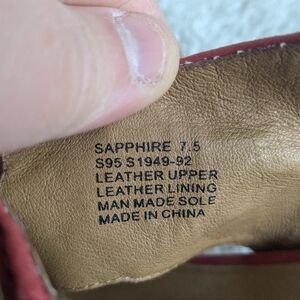 SAPPHIRE 7.5
S95 S1949-92
LEATHER UPPER
LEATHER LINING
MAN MADE SOLE
MADE IN CHINA